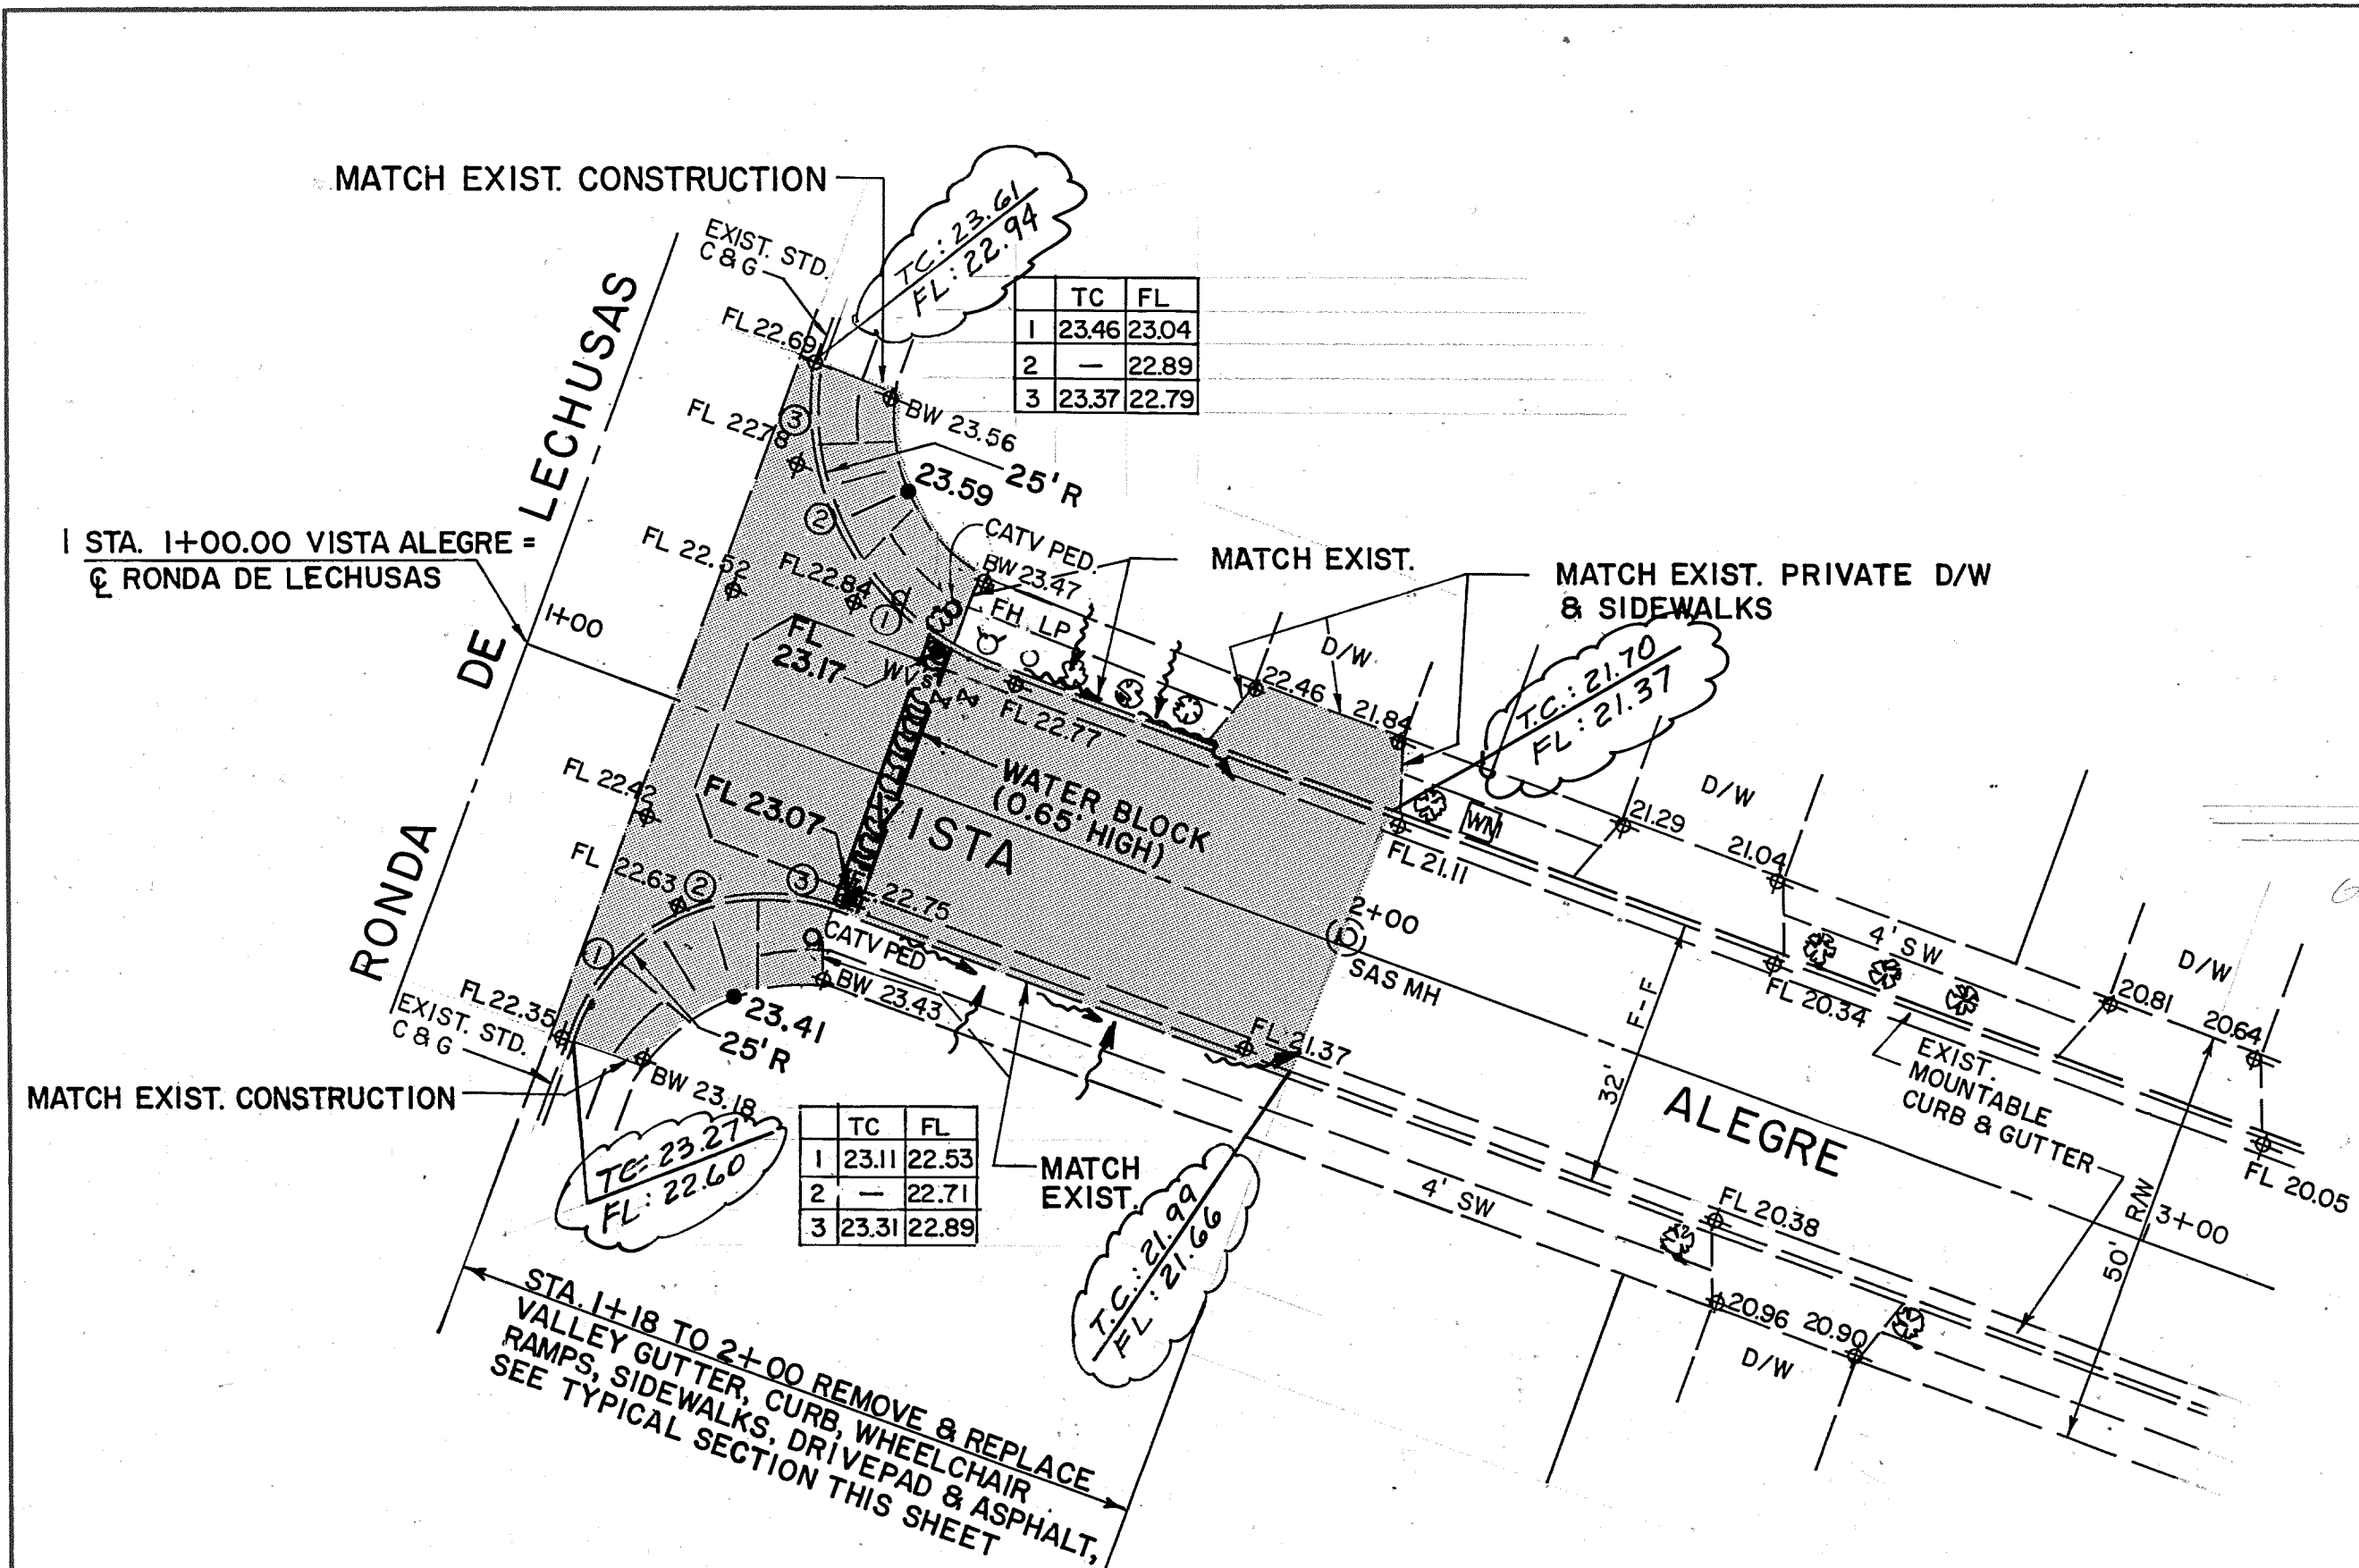 MATCH EXIST. CONSTRUCTION
TC: 23.61
FL: 22.94
EXIST. STD.
C & G
FL 22.69
TC FL
1 23.46 23.04
2 — 22.89
3 23.37 22.79
3
FL 22.78
BW 23.56
23.59
25' R
2
RONDA DE LECHUSAS
1 STA. 1+00.00 VISTA ALEGRE =
℄ RONDA DE LECHUSAS
1+00
FL 22.52
FL 22.84
1
CATV PED.
BW 23.47
FH LP
MATCH EXIST.
MATCH EXIST. PRIVATE D/W
& SIDEWALKS
FL
23.17
WVs
FL 22.77
D/W
22.46
21.84
T.C.: 21.70
FL: 21.37
WATER BLOCK
(0.65' HIGH)
FL 22.42
FL 23.07
ISTA
FL 21.11
WM
21.29
D/W
21.04
FL 22.63
2
3
22.75
2+00
SAS MH
4' SW
FL 20.34
20.81
D/W
20.64
1
CATV PED
BW 23.43
FL 22.35
EXIST. STD.
C & G
23.41
25' R
FL 21.37
F-F
32'
EXIST.
MOUNTABLE
CURB & GUTTER
FL 20.05
MATCH EXIST. CONSTRUCTION
BW 23.18
TC: 23.27
FL: 22.60
TC FL
1 23.11 22.53
2 — 22.71
3 23.31 22.89
MATCH
EXIST.
T.C.: 21.99
FL: 21.66
ALEGRE
4' SW
FL 20.38
R/W
50'
3+00
20.96 20.90
D/W
STA. 1+18 TO 2+00 REMOVE & REPLACE
VALLEY GUTTER, CURB, WHEELCHAIR
RAMPS, SIDEWALKS, DRIVEPAD & ASPHALT,
SEE TYPICAL SECTION THIS SHEET